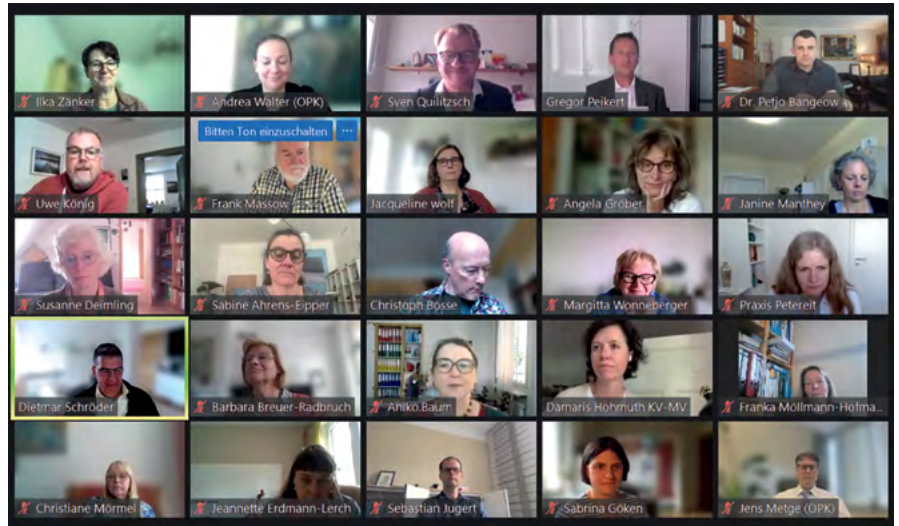 Ilka Zänker
Andrea Walter (OPK)
Sven Quilitzsch
Gregor Peikert
Dr. Petjo Bangeow
Uwe König
Bitten Ton einzuschalten ...
Frank Massow
Jacqueline wolf
Angela Gröber
Janine Manthey
Susanne Deimling
Sabine Ahrens-Eipper
Christoph Bosse
Margitta Wonneberger
Praxis Petereit
Dietmar Schröder
Barbara Breuer-Radbruch
Aniko.Baum
Damaris Hohmuth KV-MV
Franka Möllmann-Hofma...
Christiane Mörmel
Jeannette Erdmann-Lerch
Sebastian Jugert
Sabrina Göken
Jens Metge (OPK)